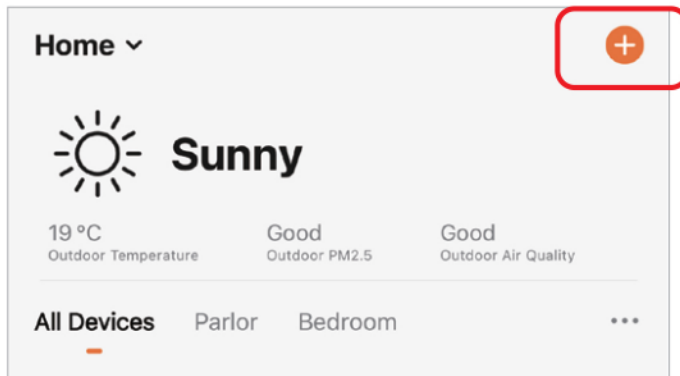 Home
Sunny
19 °C Good Good
Outdoor Temperature Outdoor PM2.5 Outdoor Air Quality
All Devices Parlor Bedroom